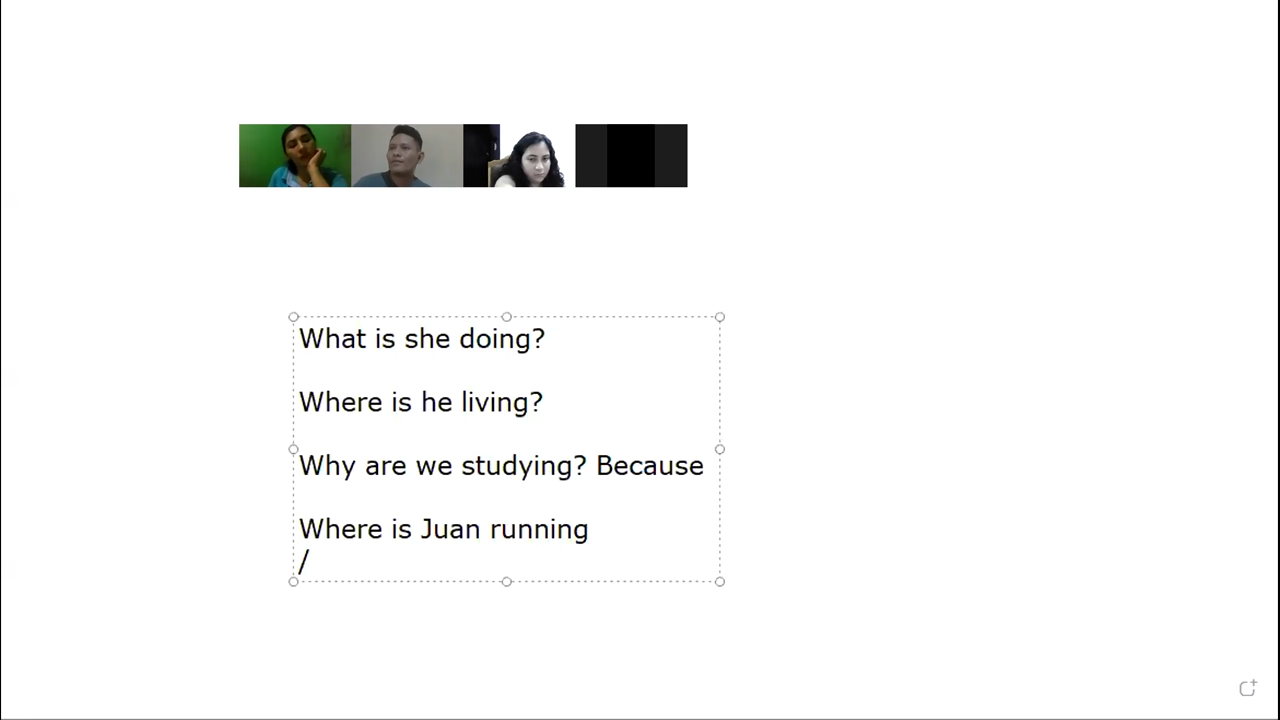 What is she doing?
Where is he living?
Why are we studying? Because
Where is Juan running
/